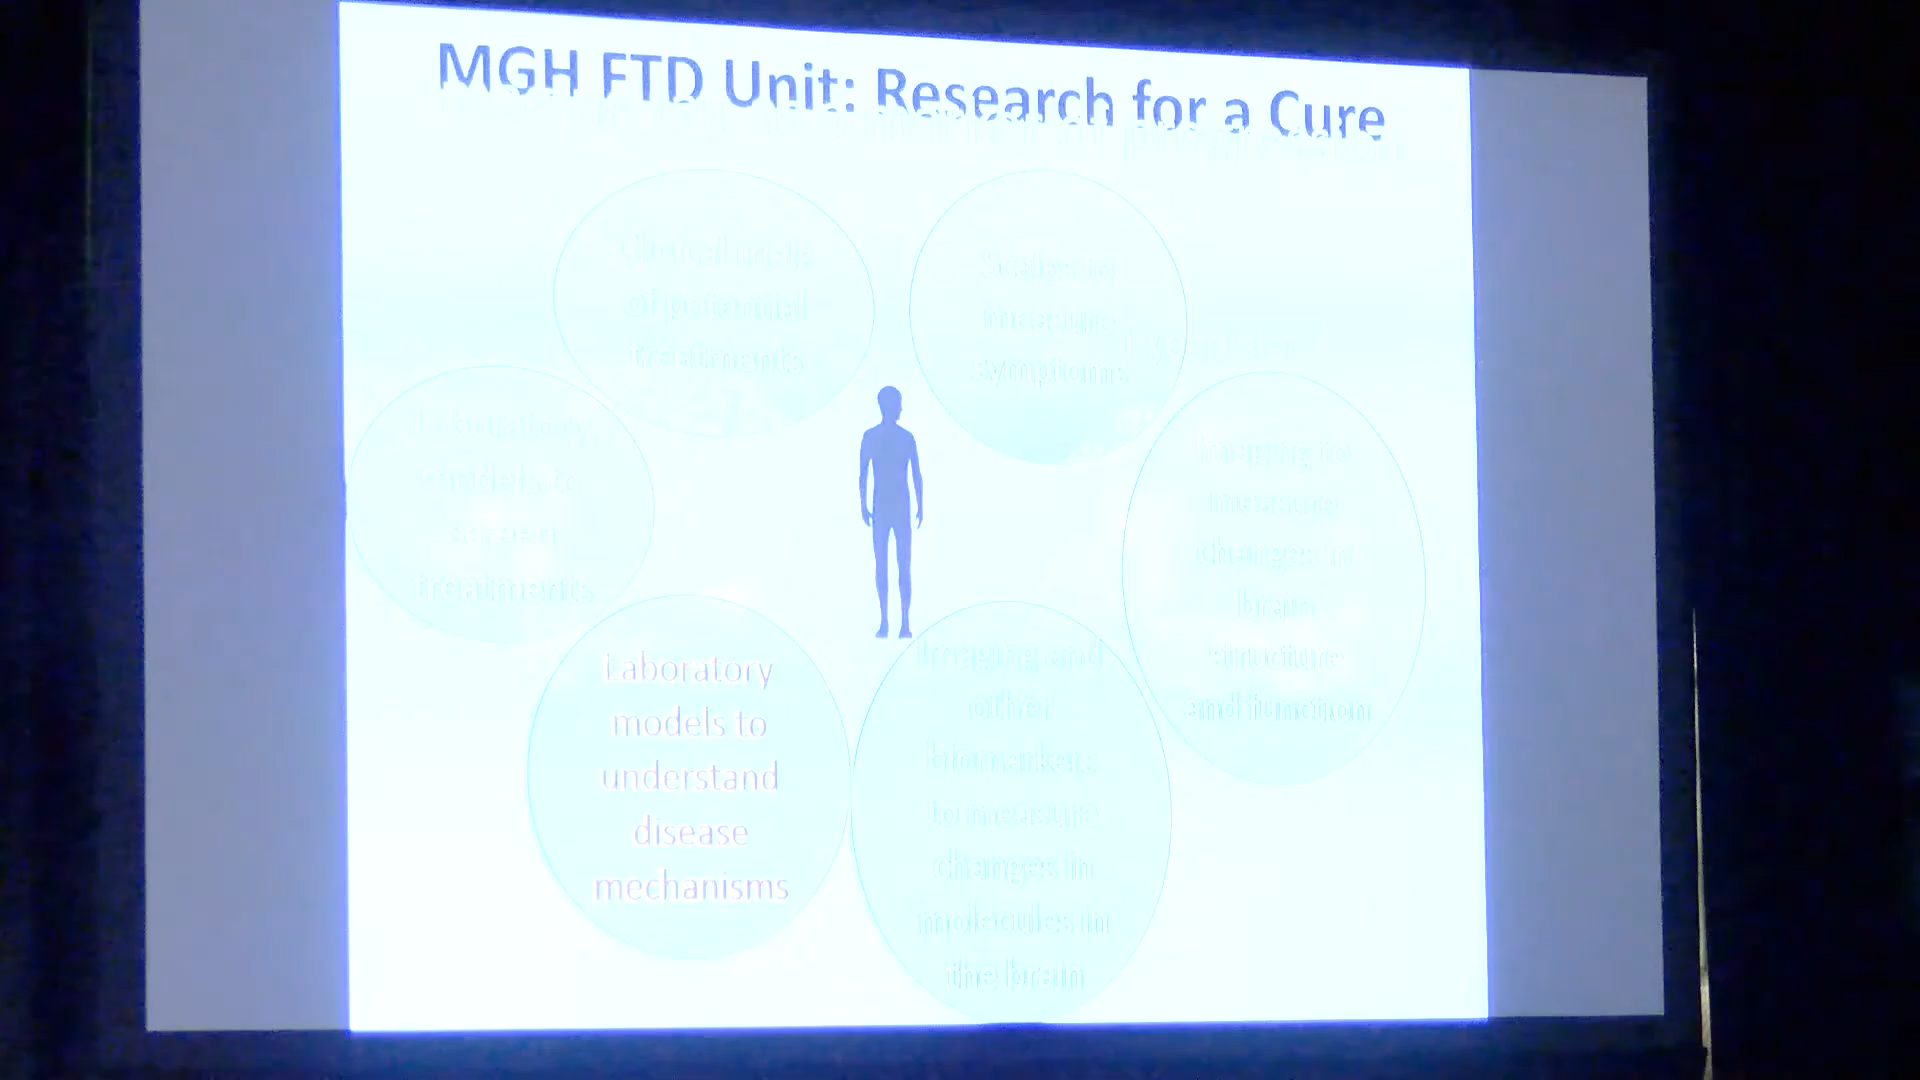 MGH FTD Unit: Research for a Cure
Clinical trials
of potential
treatments
Scales to
measure
symptoms
Laboratory
models to
screen
treatments
Imaging to
measure
changes in
brain
structure
and function
Laboratory
models to
understand
disease
mechanisms
Imaging and
other
biomarkers
to measure
changes in
molecules in
the brain